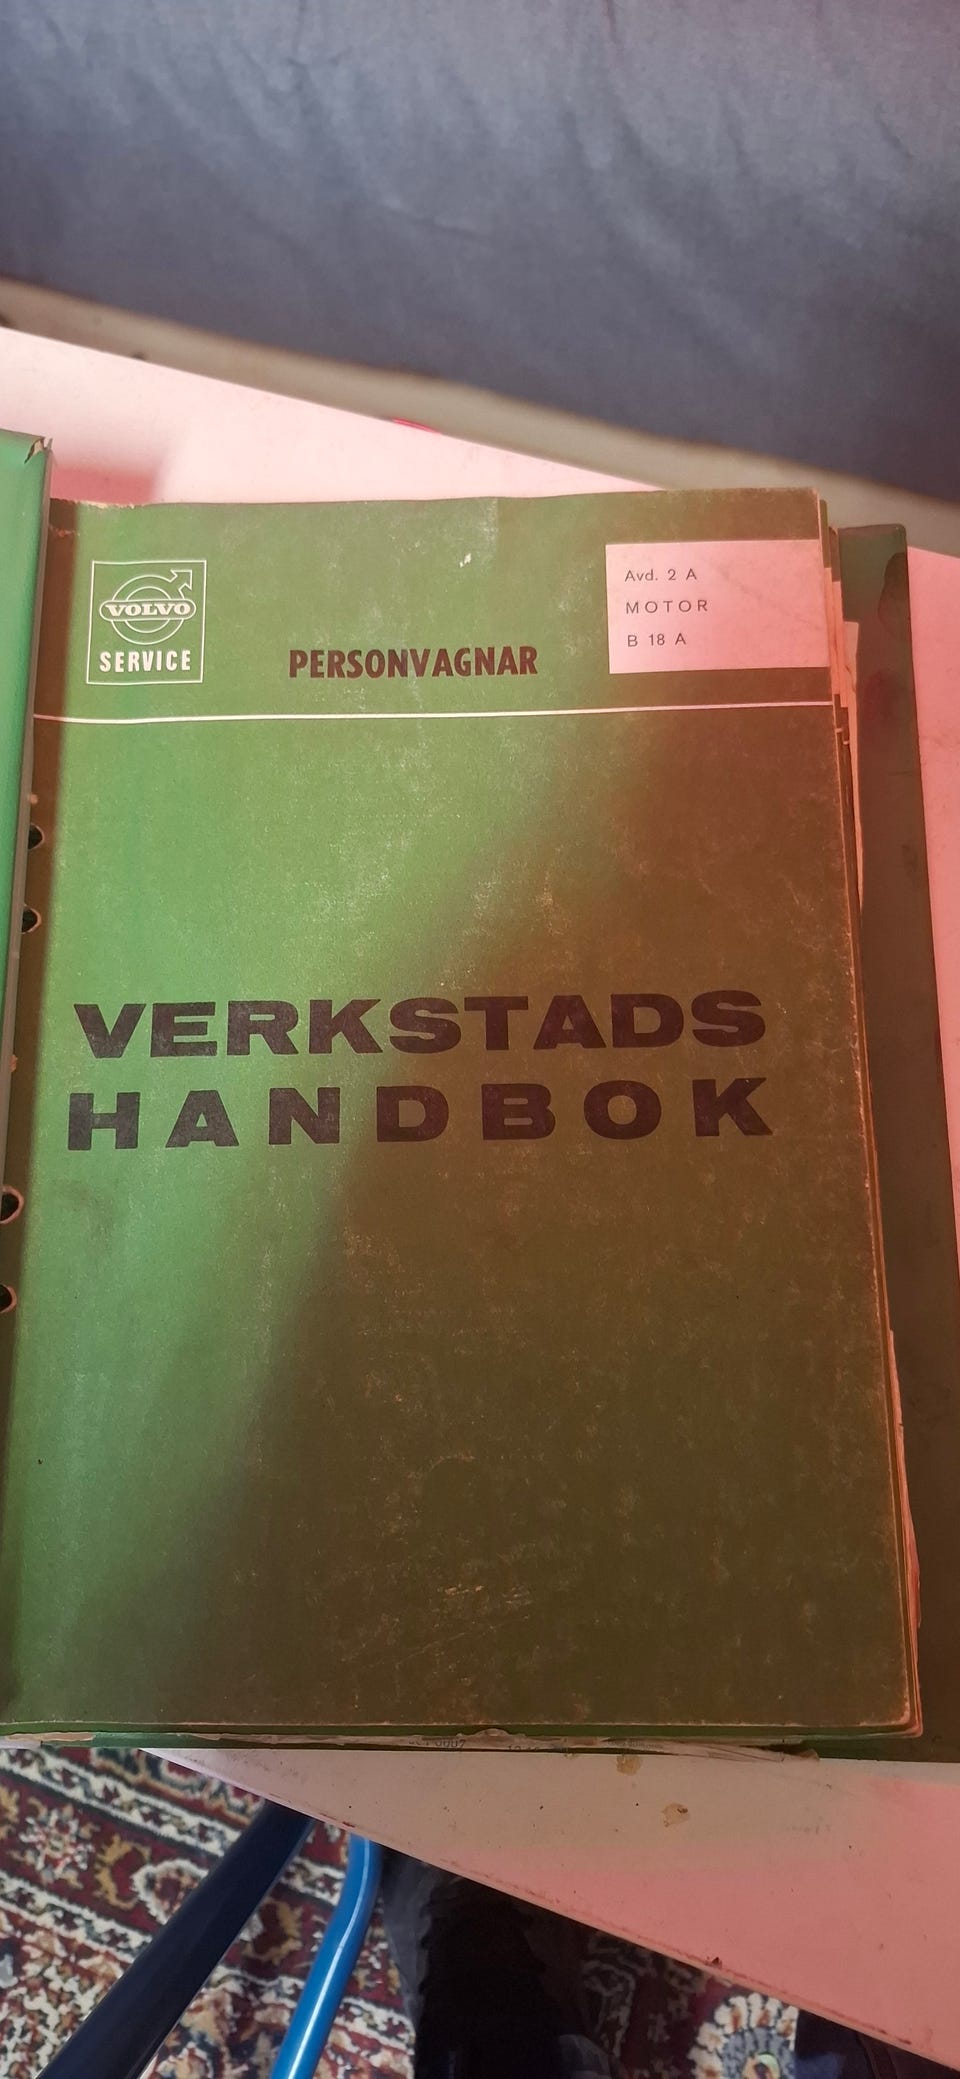 VOLVO
SERVICE
PERSONVAGNAR
Avd. 2 A
MOTOR
B 18 A
VERKSTADS
HANDBOK